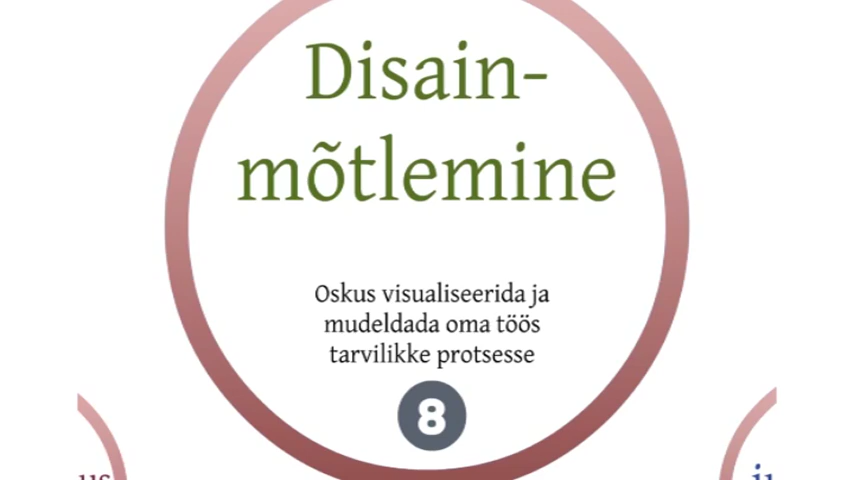 Disain-
mõtlemine
Oskus visualiseerida ja
mudeldada oma töös
tarvilikke protsesse
8